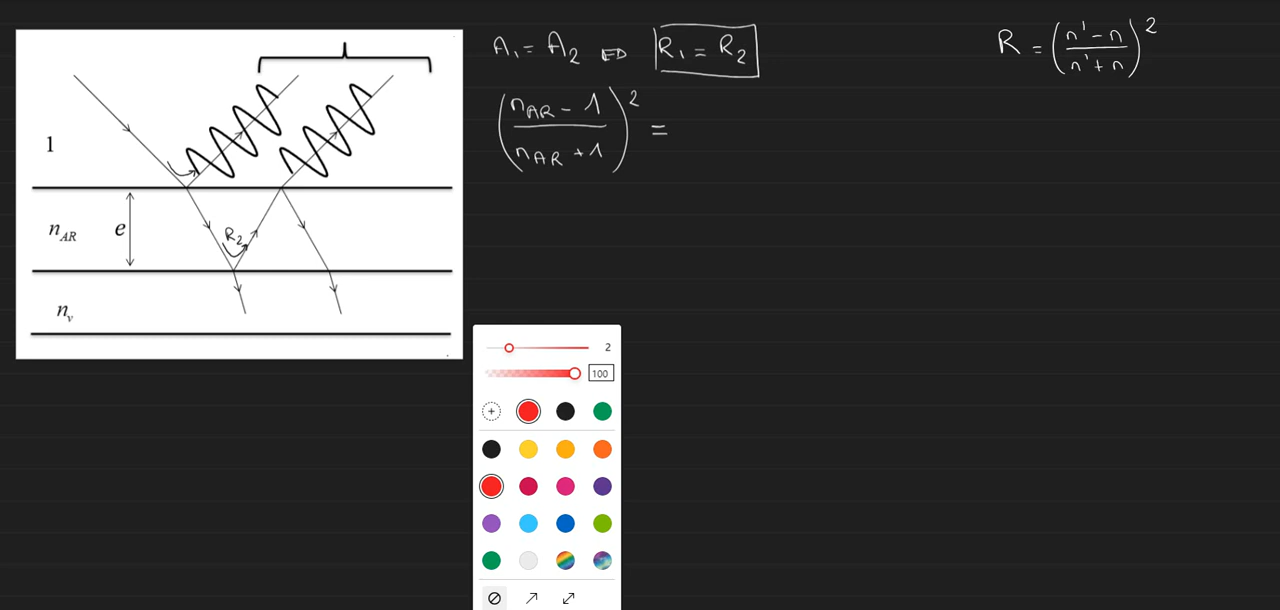 A₁ = A₂ ⇔ R₁ = R₂
R = ((n' - n)/(n' + n))²
((n_AR - 1)/(n_AR + 1))² =
1
n_AR e R₂
n_v
2
100